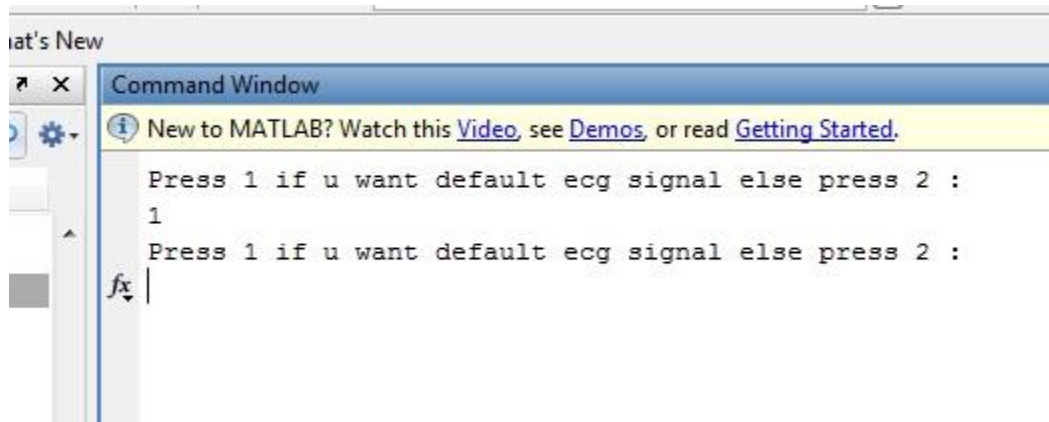 at's New
Command Window
New to MATLAB? Watch this Video, see Demos, or read Getting Started.
Press 1 if u want default ecg signal else press 2 :
1
Press 1 if u want default ecg signal else press 2 :
fx